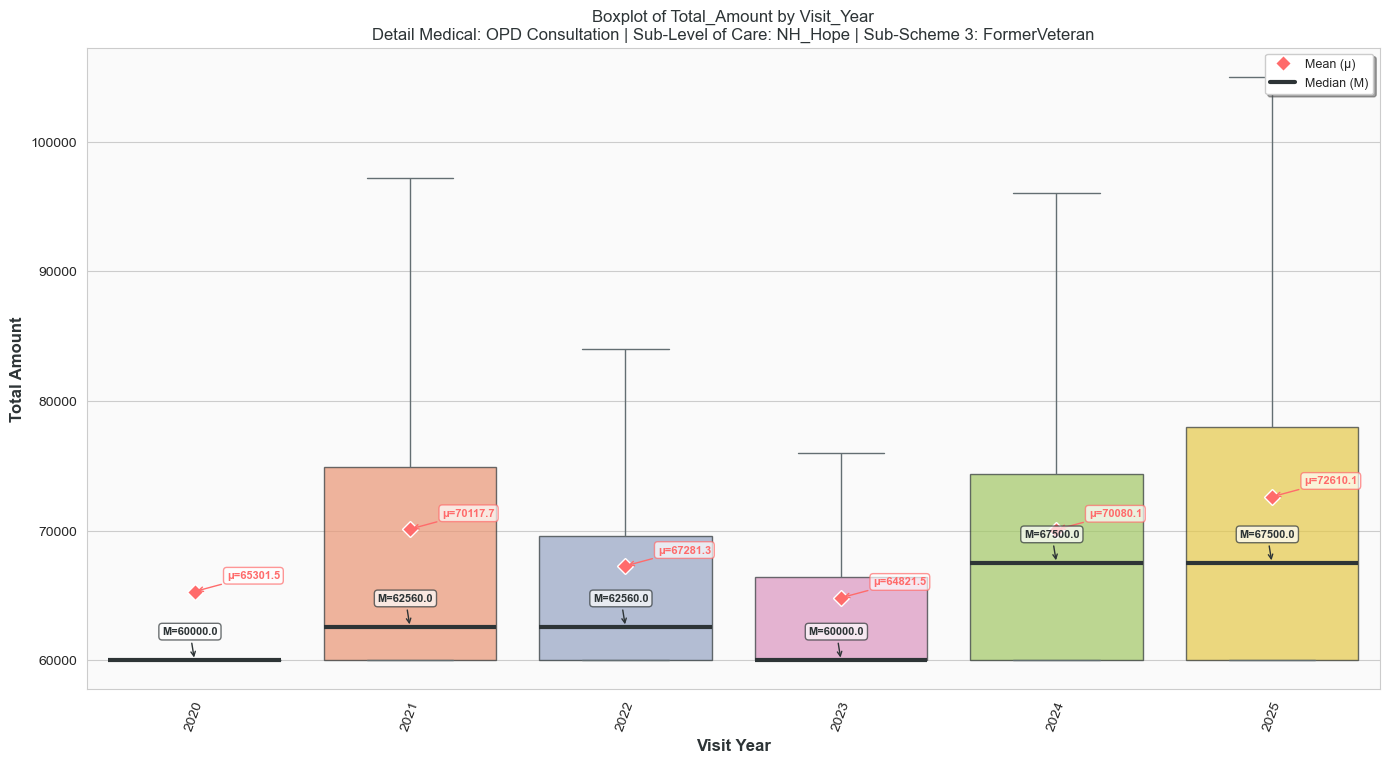 Boxplot of Total_Amount by Visit_Year
Detail Medical: OPD Consultation | Sub-Level of Care: NH_Hope | Sub-Scheme 3: FormerVeteran
Mean (μ)
Median (M)
Total Amount
100000
90000
80000
70000
60000
μ=65301.5
M=60000.0
μ=70117.7
M=62560.0
μ=67281.3
M=62560.0
μ=64821.5
M=60000.0
μ=70080.1
M=67500.0
μ=72610.1
M=67500.0
2020
2021
2022
2023
2024
2025
Visit Year